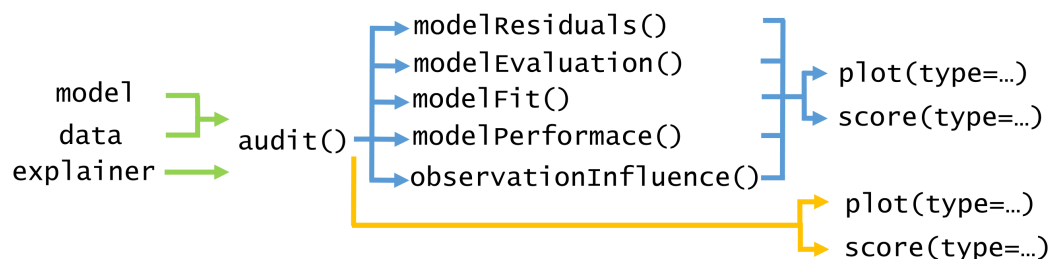 model
data
explainer
audit()
modelResiduals()
modelEvaluation()
modelFit()
modelPerformace()
observationInfluence()
plot(type=…)
score(type=…)
plot(type=…)
score(type=…)